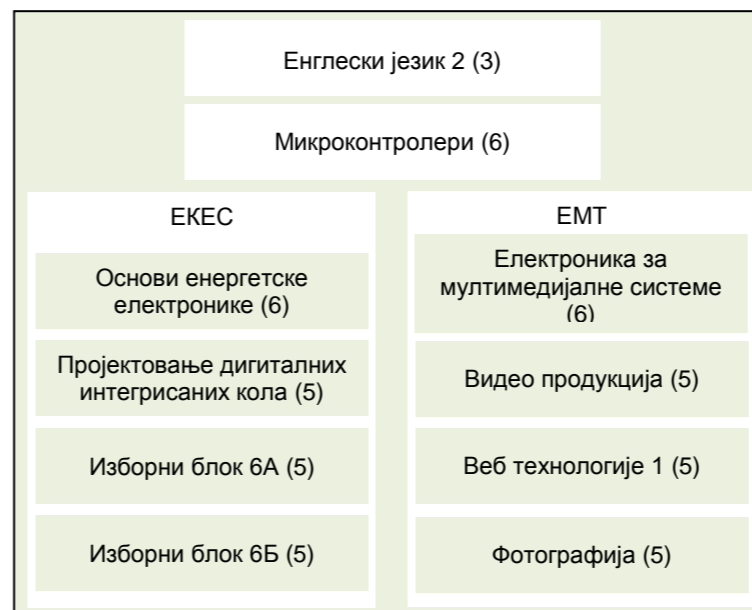 Енглески језик 2 (3)
Микроконтролери (6)
ЕКЕС
Основи енергетске
електронике (6)
Пројектовање дигиталних
интегрисаних кола (5)
Изборни блок 6А (5)
Изборни блок 6Б (5)
ЕМТ
Електроника за
мултимедијалне системе
(6)
Видео продукција (5)
Веб технологије 1 (5)
Фотографија (5)